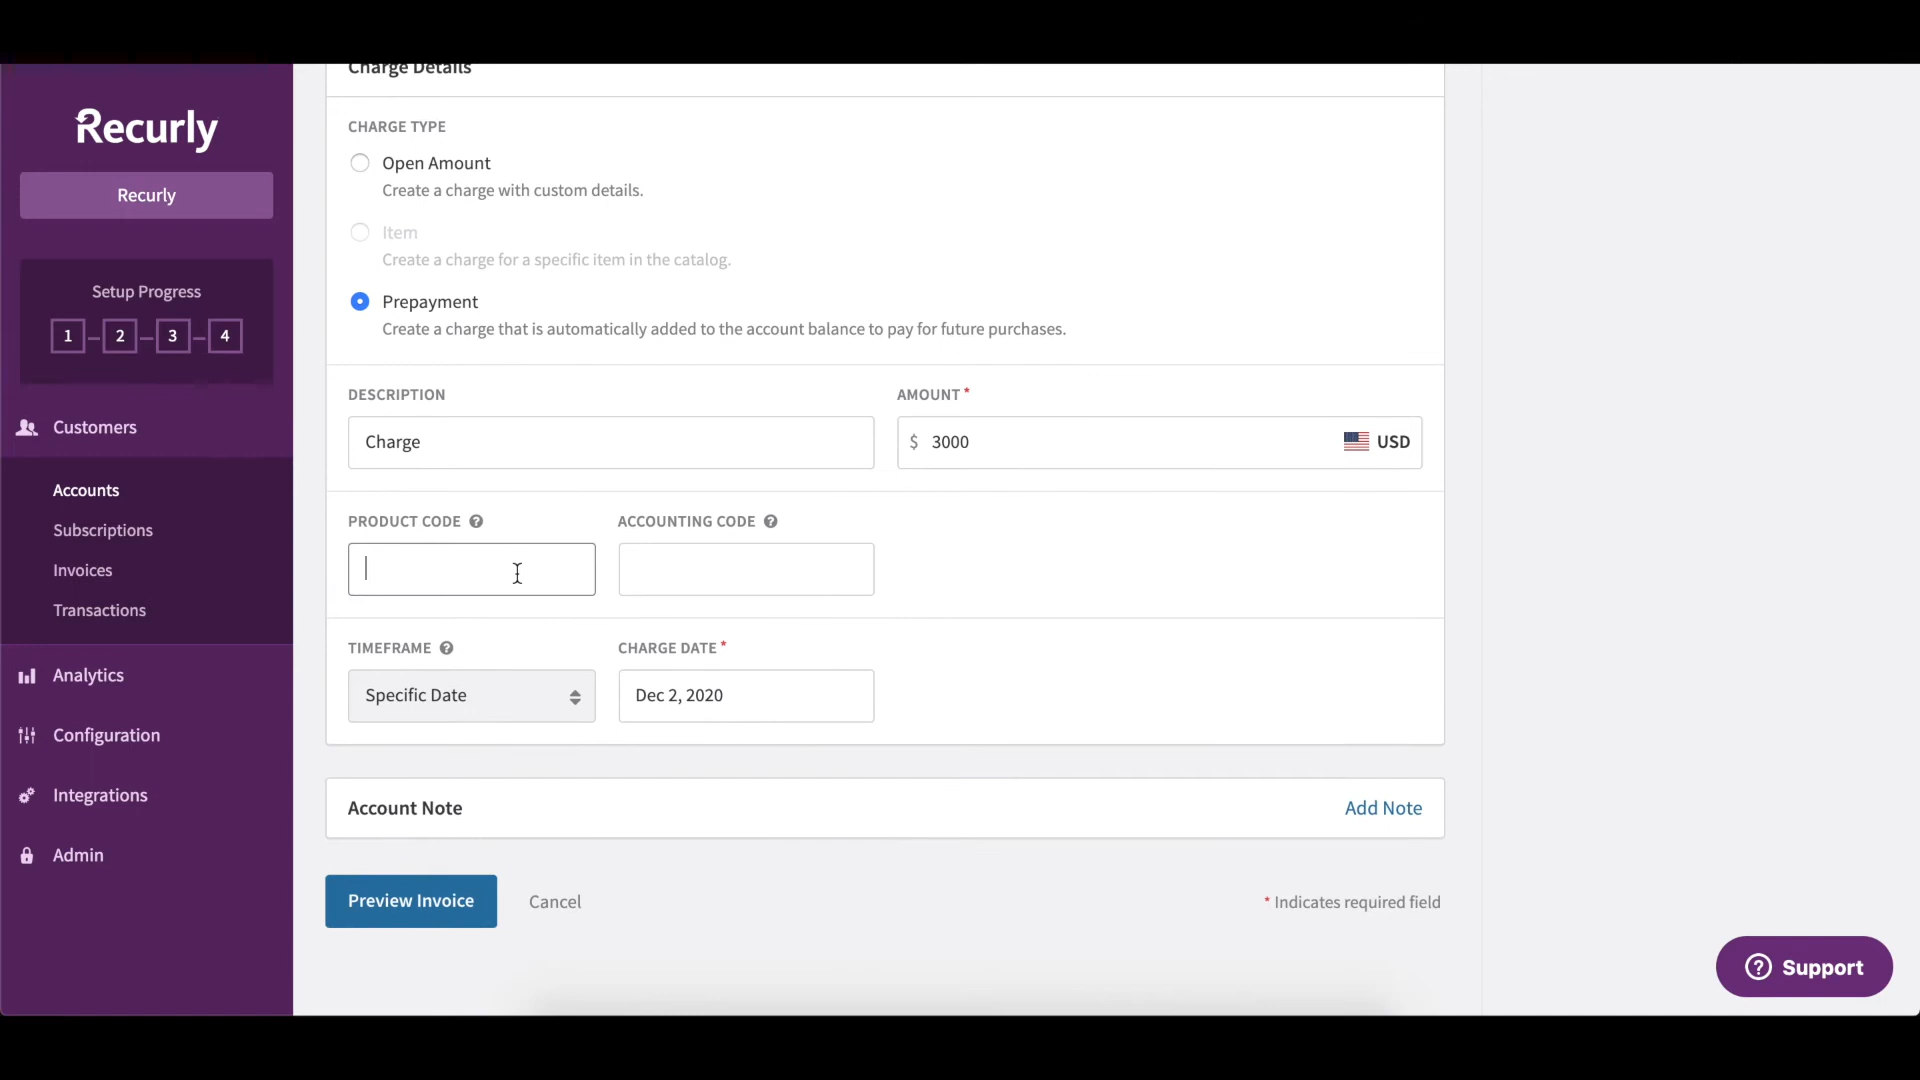 Charge Details
Recurly
Recurly
Setup Progress
1 2 3 4
Customers
Accounts
Subscriptions
Invoices
Transactions
Analytics
Configuration
Integrations
Admin
CHARGE TYPE
Open Amount
Create a charge with custom details.
Item
Create a charge for a specific item in the catalog.
Prepayment
Create a charge that is automatically added to the account balance to pay for future purchases.
DESCRIPTION
Charge
AMOUNT *
$ 3000 USD
PRODUCT CODE ?
ACCOUNTING CODE ?
TIMEFRAME ?
Specific Date
CHARGE DATE *
Dec 2, 2020
Account Note
Add Note
Preview Invoice
Cancel
* Indicates required field
? Support